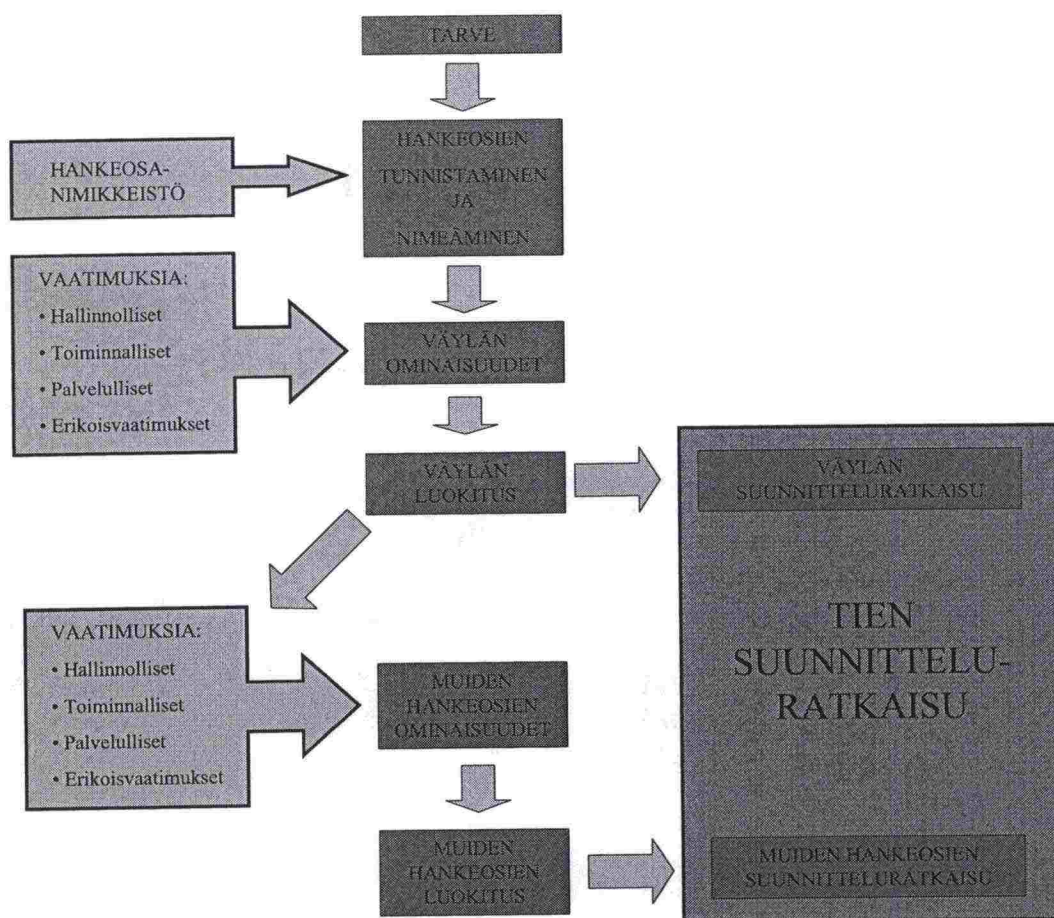 TARVE
HANKEOSA-
NIMIKKEISTÖ
HANKEOSIEN
TUNNISTAMINEN
JA
NIMEÄMINEN
VAATIMUKSIA:
• Hallinnolliset
• Toiminnalliset
• Palvelulliset
• Erikoisvaatimukset
VÄYLÄN
OMINAISUUDET
VÄYLÄN
LUOKITUS
VÄYLÄN
SUUNNITTELURATKAISU
TIEN
SUUNNITTELU-
RATKAISU
VAATIMUKSIA:
• Hallinnolliset
• Toiminnalliset
• Palvelulliset
• Erikoisvaatimukset
MUIDEN
HANKEOSIEN
OMINAISUUDET
MUIDEN
HANKEOSIEN
LUOKITUS
MUIDEN HANKEOSIEN
SUUNNITTELURATKAISU